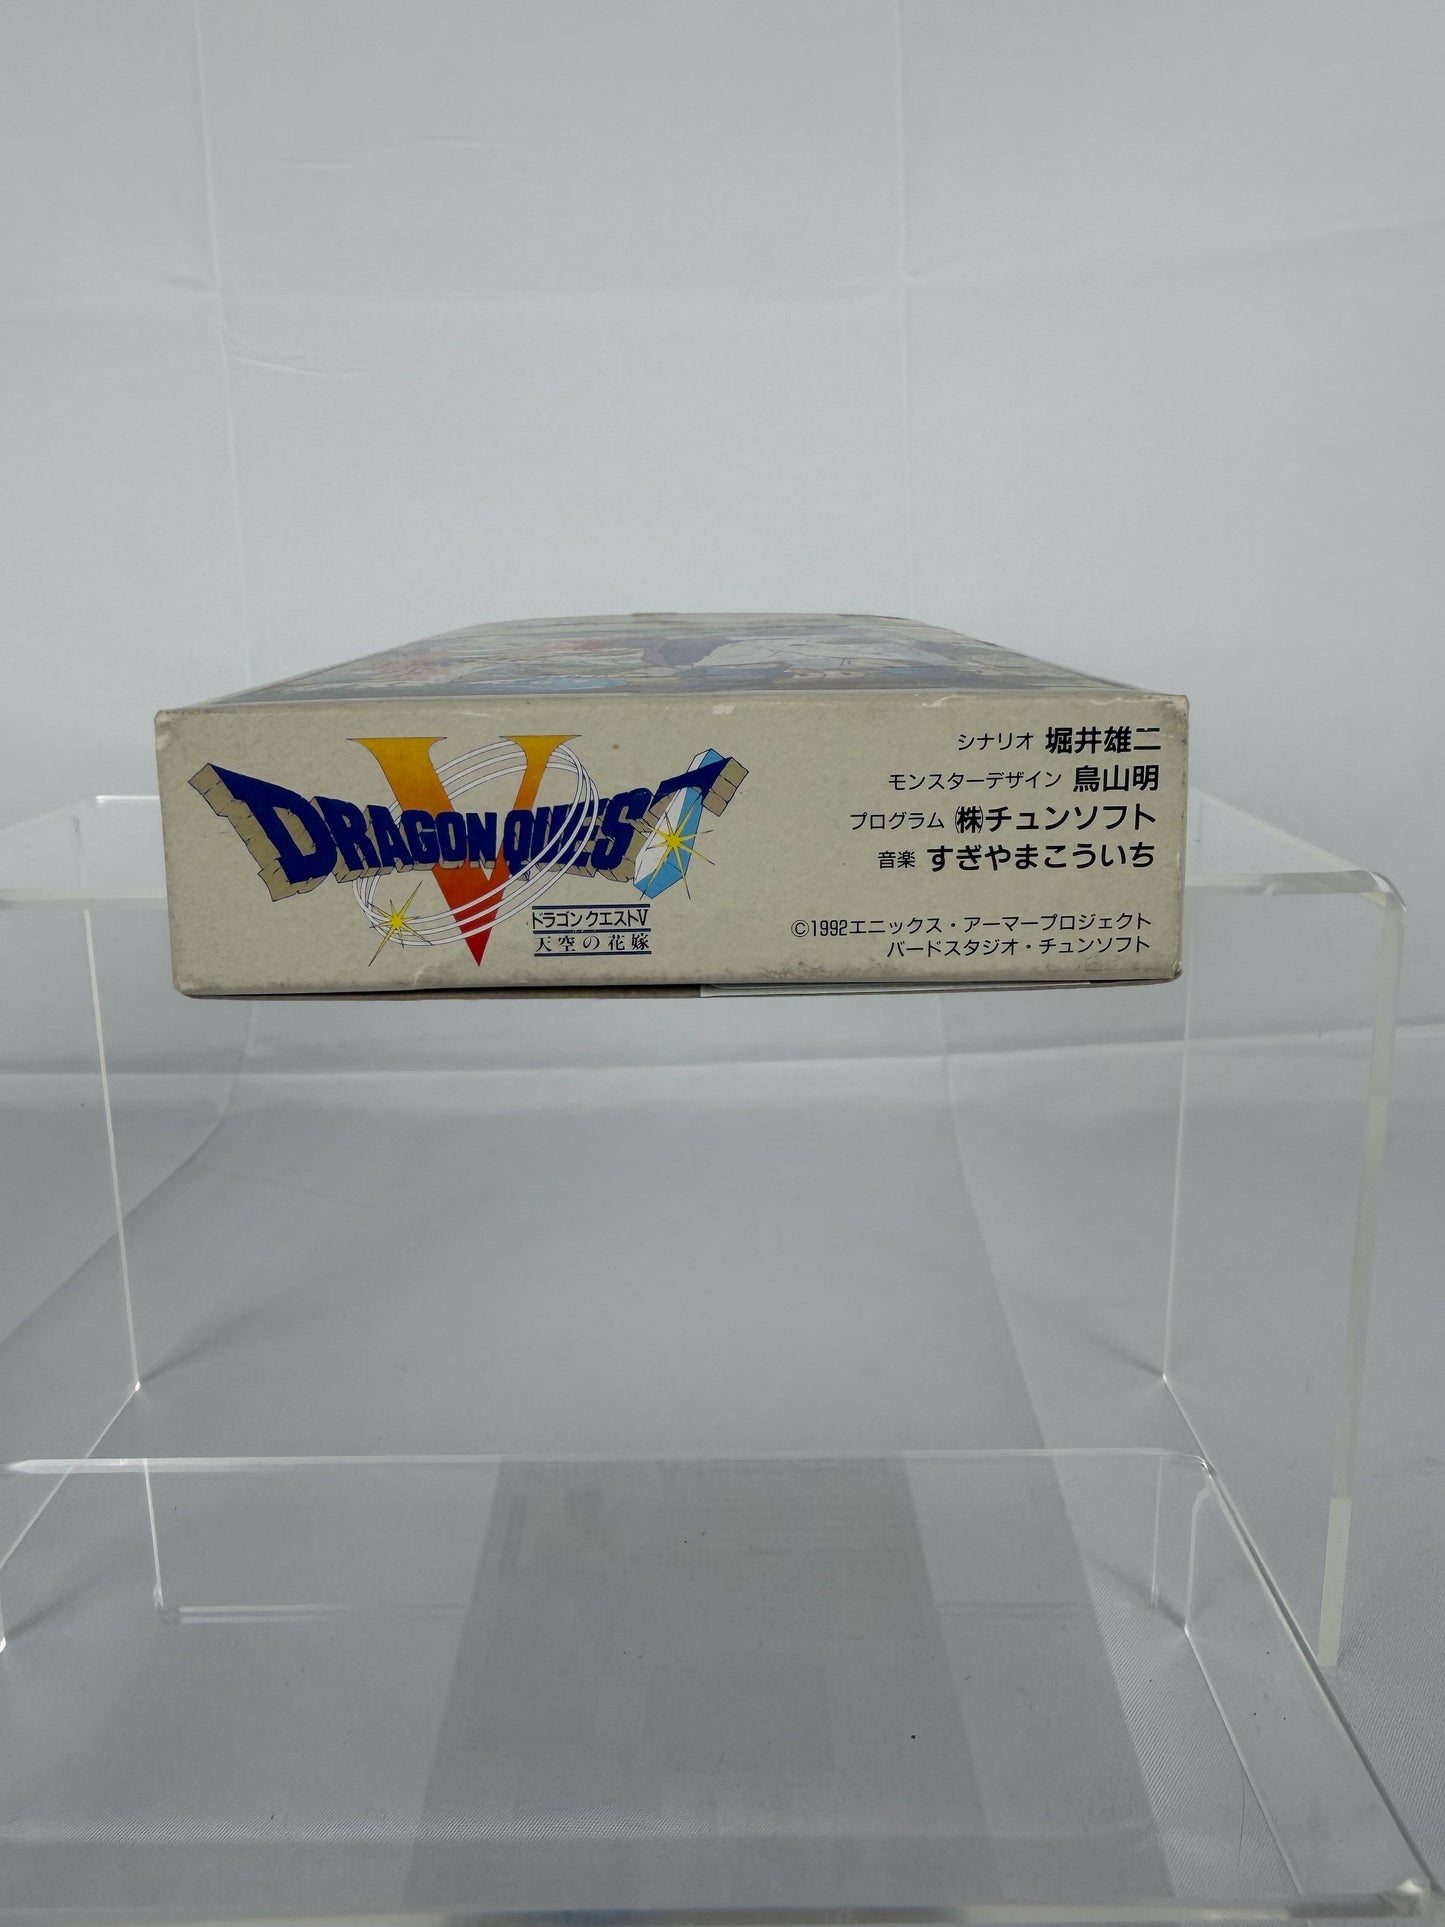 V
DRAGON QUEST
ドラゴンクエストV
天空の花嫁
シナリオ 堀井雄二
モンスターデザイン 鳥山明
プログラム ㈱チュンソフト
音楽 すぎやまこういち
©1992エニックス・アーマープロジェクト
バードスタジオ・チュンソフト